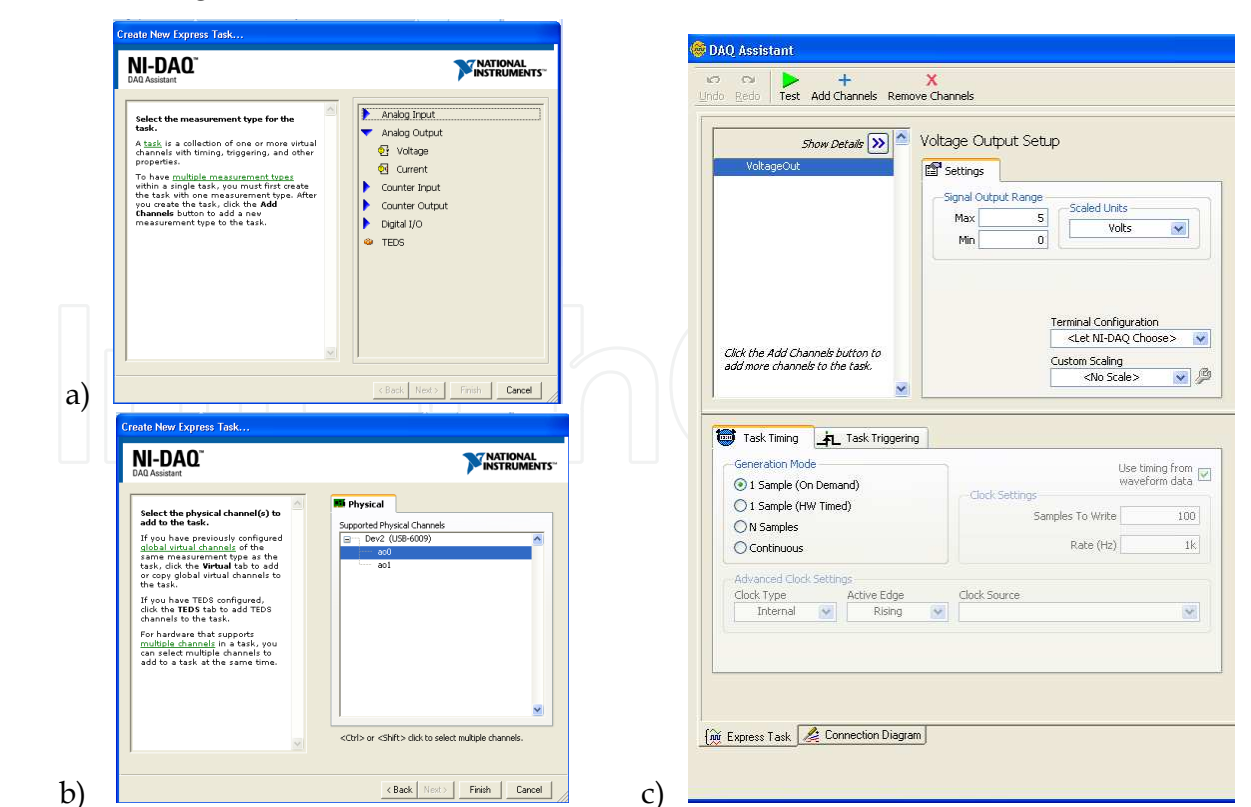 Create New Express Task...
NI-DAQ™
DAQ Assistant
NATIONAL
INSTRUMENTS™
Select the measurement type for the
task.
A task is a collection of one or more virtual
channels with timing, triggering, and other
properties.
To have multiple measurement types
within a single task, you must first create
the task with one measurement type. After
you create the task, click the Add
Channels button to add a new
measurement type to the task.
Analog Input
Analog Output
Voltage
Current
Counter Input
Counter Output
Digital I/O
TEDS
< Back Next > Finish Cancel
a)
Create New Express Task...
NI-DAQ™
DAQ Assistant
NATIONAL
INSTRUMENTS™
Select the physical channel(s) to
add to the task.
If you have previously configured
global virtual channels of the
same measurement type as the
task, click the Virtual tab to add
or copy global virtual channels to
the task.
If you have TEDS configured,
click the TEDS tab to add TEDS
channels to the task.
For hardware that supports
multiple channels in a task, you
can select multiple channels to
add to a task at the same time.
Physical
Supported Physical Channels
Dev2 (USB-6009)
ao0
ao1
<Ctrl> or <Shift> click to select multiple channels.
< Back Next > Finish Cancel
b)
DAQ Assistant
Undo Redo Test Add Channels Remove Channels
Show Details
VoltageOut
Click the Add Channels button to
add more channels to the task.
Voltage Output Setup
Settings
Signal Output Range
Max 5
Min 0
Scaled Units
Volts
Terminal Configuration
<Let NI-DAQ Choose>
Custom Scaling
<No Scale>
Task Timing Task Triggering
Generation Mode
1 Sample (On Demand)
1 Sample (HW Timed)
N Samples
Continuous
Use timing from
waveform data
Clock Settings
Samples To Write 100
Rate (Hz) 1k
Advanced Clock Settings
Clock Type Active Edge Clock Source
Internal Rising
Express Task Connection Diagram
c)